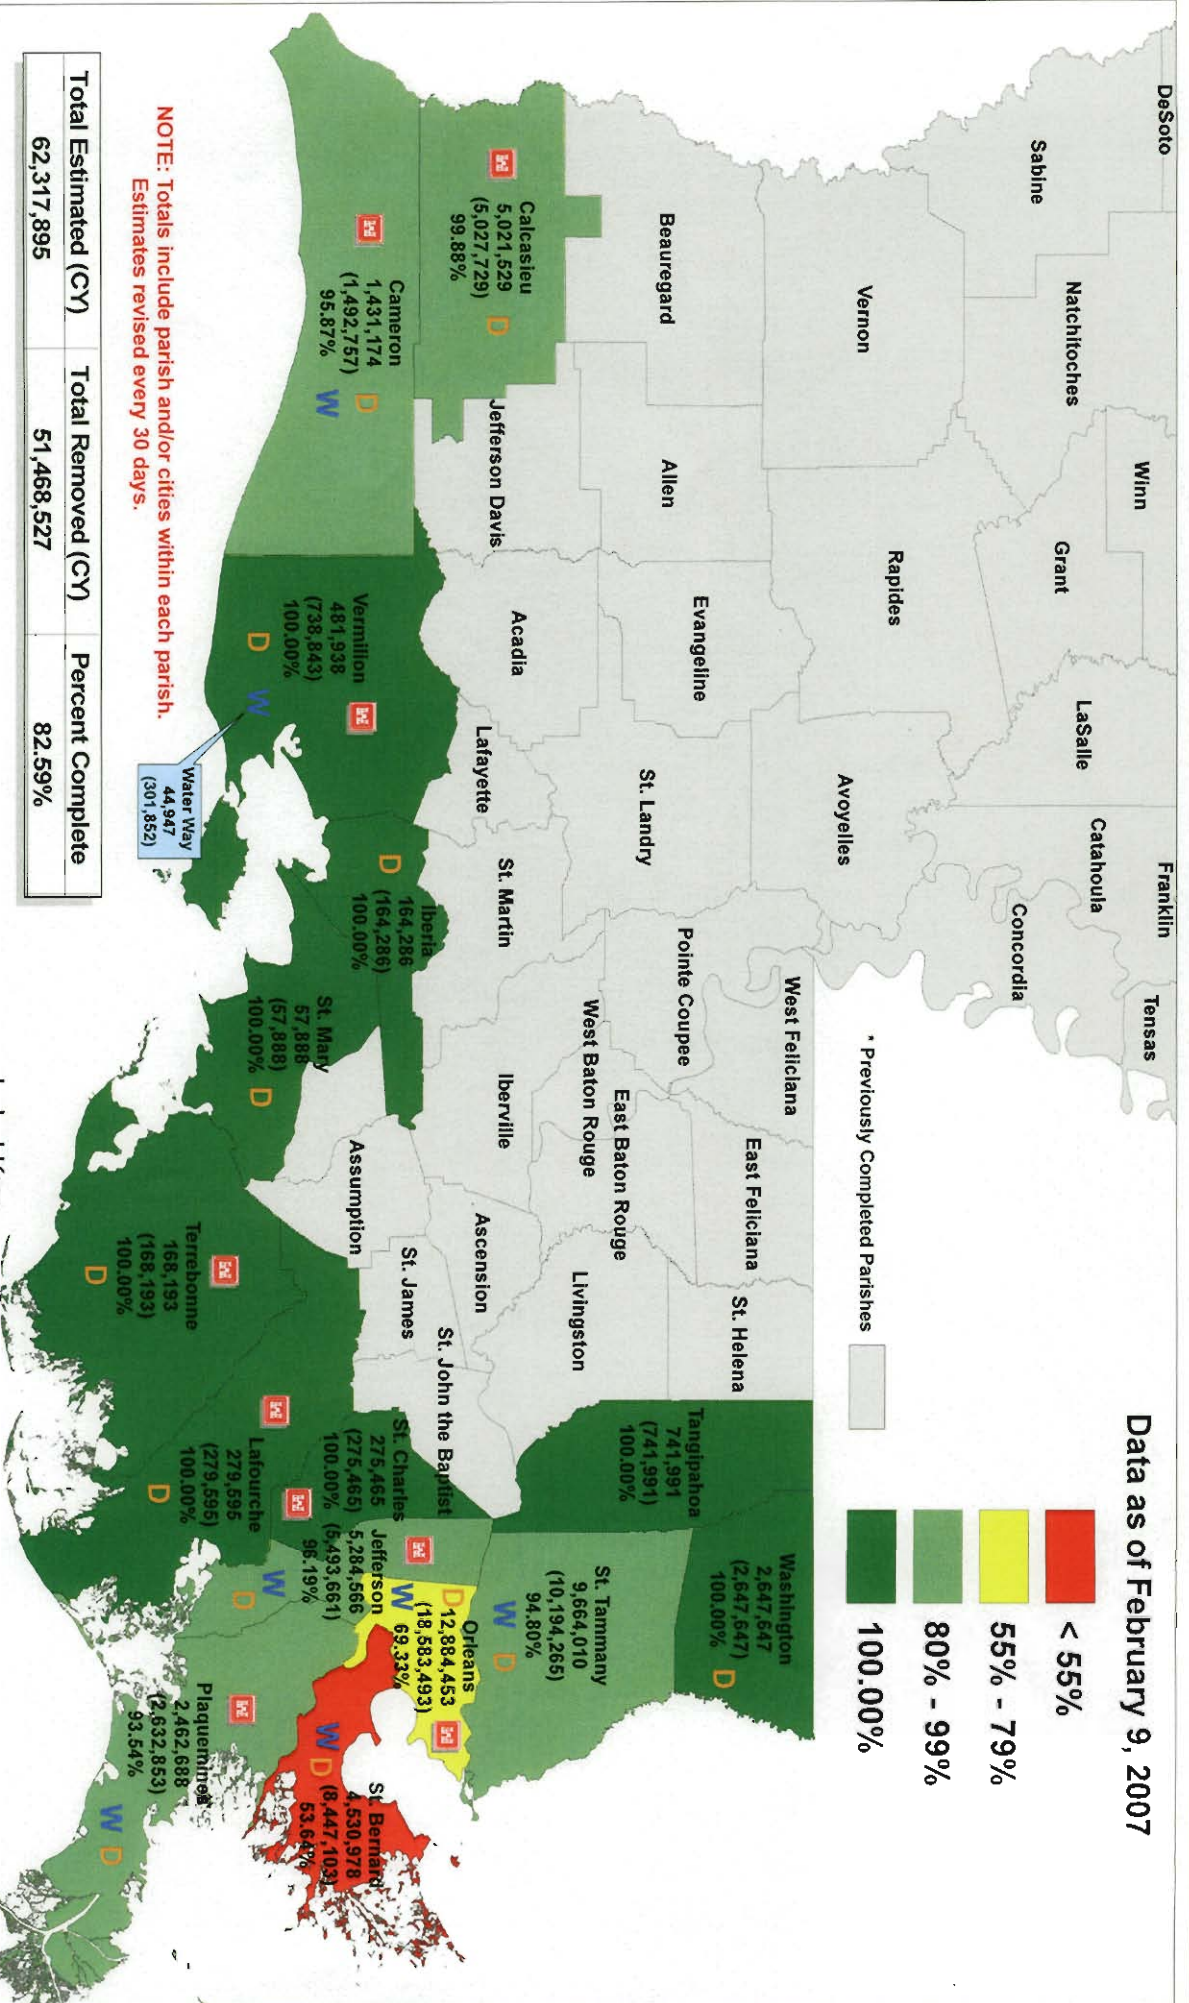 Data as of February 9, 2007
< 55%
55% - 79%
80% - 99%
100.00%
* Previously Completed Parishes
DeSoto
Sabine
Natchitoches
Winn
Grant
LaSalle
Catahoula
Franklin
Tensas
Concordia
Vernon
Rapides
Avoyelles
Beauregard
Allen
Evangeline
St. Landry
Pointe Coupee
West Feliciana
East Feliciana
St. Helena
West Baton Rouge
East Baton Rouge
Livingston
Tangipahoa
741,991
(741,991)
100.00%
Washington
2,647,647
(2,647,647)
100.00%
D
St. Tammany
9,664,010
(10,194,265)
94.80%
W D
Calcasieu
5,021,529
(5,027,729)
99.88%
D
Jefferson Davis
Acadia
Lafayette
St. Martin
Iberville
Ascension
Assumption
St. James
St. John the Baptist
Cameron
1,431,174
(1,492,757)
95.87%
D
W
Vermilion
481,938
(738,843)
100.00%
D
W
Water Way
44,947
(301,852)
Iberia
164,286
(164,286)
100.00%
D
St. Mary
57,888
(57,888)
100.00%
D
Terrebonne
168,193
(168,193)
100.00%
D
Lafourche
279,595
(279,595)
100.00%
D
St. Charles
275,465
(275,465)
100.00%
Jefferson
5,284,566
(5,493,661)
96.19%
W
D
Orleans
12,884,453
(18,583,493)
69.33%
D
W
St. Bernard
4,530,978
(8,447,103)
53.64%
W
D
Plaquemines
2,462,688
(2,632,853)
93.54%
W D
NOTE: Totals include parish and/or cities within each parish.
Estimates revised every 30 days.
Total Estimated (CY) Total Removed (CY) Percent Complete
62,317,895 51,468,527 82.59%